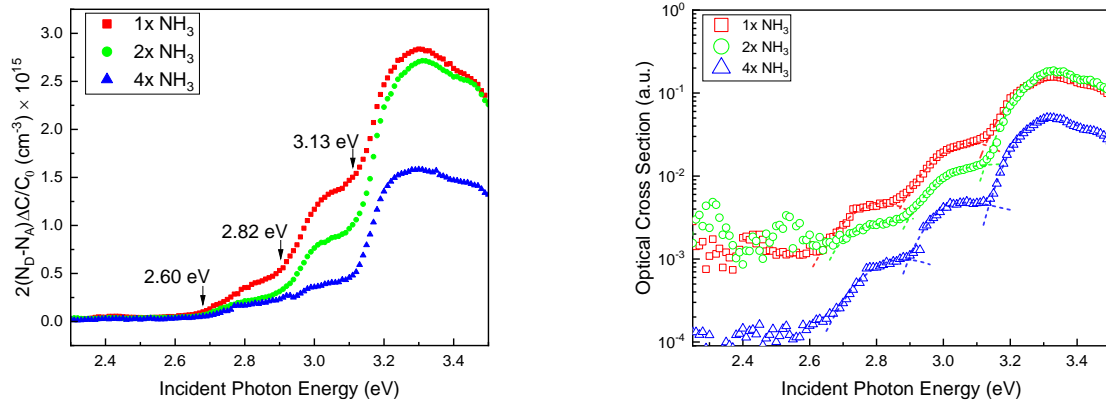 1x NH3
2x NH3
4x NH3
3.13 eV
2.82 eV
2.60 eV
3.0
2.5
2.0
1.5
1.0
0.5
0.0
2.4 2.6 2.8 3.0 3.2 3.4
2(ND-NA)ΔC/C0 (cm-3) × 10^15
Incident Photon Energy (eV)
1x NH3
2x NH3
4x NH3
10^0
10^-1
10^-2
10^-3
10^-4
2.4 2.6 2.8 3.0 3.2 3.4
Optical Cross Section (a.u.)
Incident Photon Energy (eV)